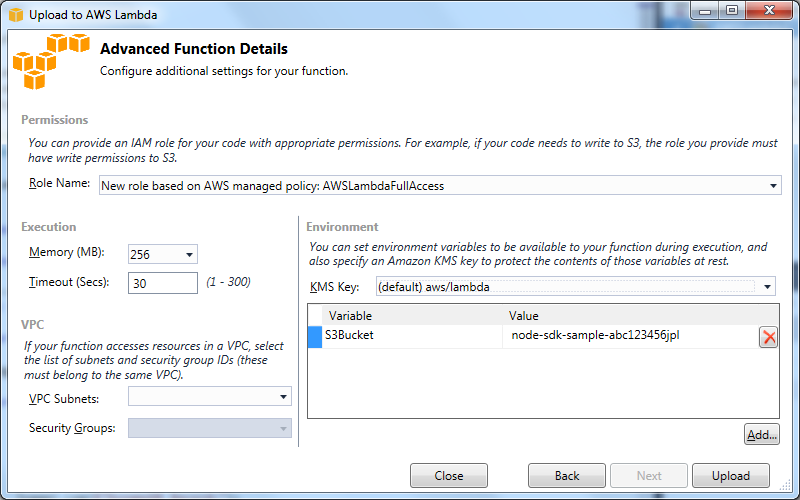 Upload to AWS Lambda
Advanced Function Details
Configure additional settings for your function.
Permissions
You can provide an IAM role for your code with appropriate permissions. For example, if your code needs to write to S3, the role you provide must
have write permissions to S3.
Role Name: New role based on AWS managed policy: AWSLambdaFullAccess
Execution
Memory (MB): 256
Timeout (Secs): 30 (1 - 300)
VPC
If your function accesses resources in a VPC, select
the list of subnets and security group IDs (these
must belong to the same VPC).
VPC Subnets:
Security Groups:
Environment
You can set environment variables to be available to your function during execution, and
also specify an Amazon KMS key to protect the contents of those variables at rest.
KMS Key: (default) aws/lambda
Variable Value
S3Bucket node-sdk-sample-abc123456jpl
Add...
Close Back Next Upload